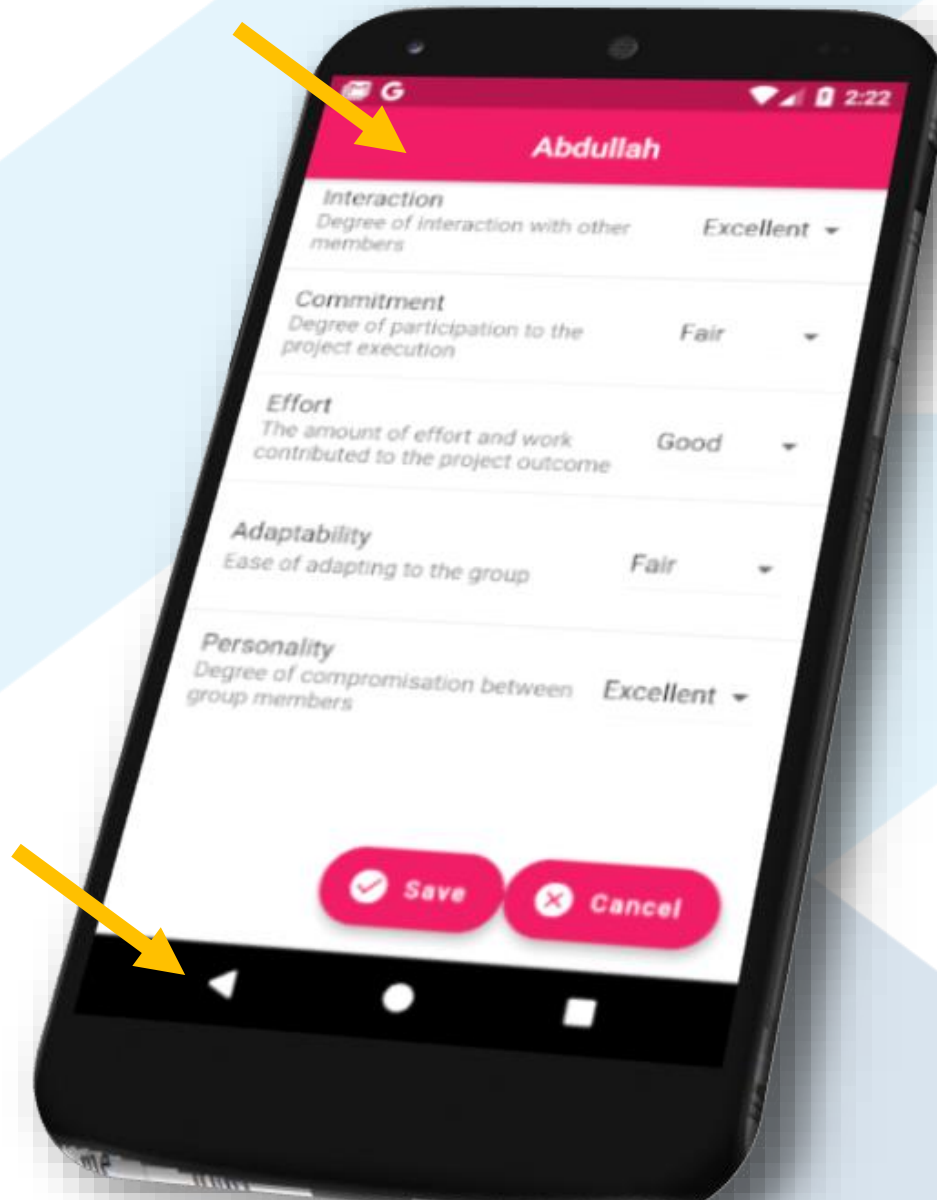 G 2:22
Abdullah
Interaction
Degree of interaction with other
members
Excellent
Commitment
Degree of participation to the
project execution
Fair
Effort
The amount of effort and work
contributed to the project outcome
Good
Adaptability
Ease of adapting to the group
Fair
Personality
Degree of compromisation between
group members
Excellent
Save
Cancel